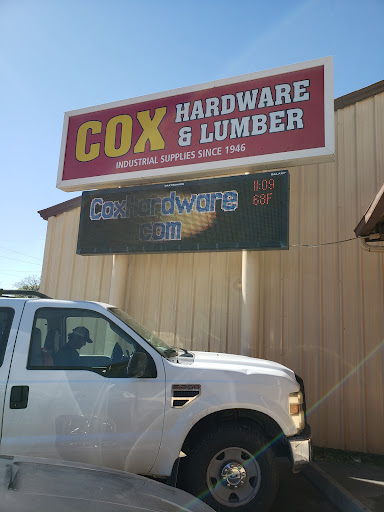 COX HARDWARE
& LUMBER
INDUSTRIAL SUPPLIES SINCE 1946
CoxHardware 11:09
.com 68F